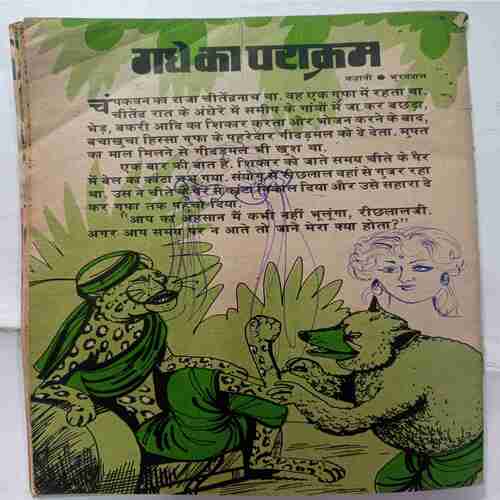 गधे का पराक्रम
कहानी • भूखनदास
चंपकवन का राजा चीतेंद्रनाथ था. वह एक गुफा में रहता था.
चीतेंद्र रात के अंधेरे में समीप के गांवों में जा कर बछड़ा,
भेड़, बकरी आदि का शिकार करता और भोजन करने के बाद,
बचाखुचा हिस्सा गुफा के पहरेदार गीदड़मल को दे देता. मुफ्त
का माल मिलने से गीदड़मल भी खुश था.
एक बार की बात है. शिकार को जाते समय चीते के पैर
में बेल का कांटा चुभ गया. संयोग से रीछलाल वहां से गुजर रहा
था. उस ने चीते के पैर से कांटा निकाल दिया और उसे सहारा दे
कर गुफा तक पहुंचा दिया.
"आप का अहसान मैं कभी नहीं भूलूंगा, रीछलालजी.
अगर आप समय पर न आते तो जाने मेरा क्या होता?"